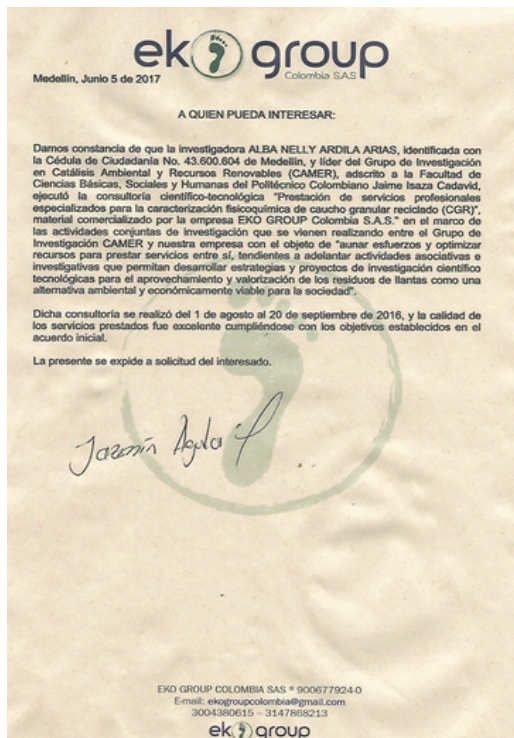 eko group
Colombia S.A.S
Medellín, Junio 5 de 2017
A QUIEN PUEDA INTERESAR:
Damos constancia de que la investigadora ALBA NELLY ARDILA ARIAS, identificada con
la Cédula de Ciudadanía No. 43.600.604 de Medellín, y líder del Grupo de Investigación
en Catálisis Ambiental y Recursos Renovables (CAMER), adscrito a la Facultad de
Ciencias Básicas, Sociales y Humanas del Politécnico Colombiano Jaime Isaza Cadavid,
ejecutó la consultoría científico-tecnológica "Prestación de servicios profesionales
especializados para la caracterización fisicoquímica de caucho granular reciclado (CGR)",
material comercializado por la empresa EKO GROUP Colombia S.A.S." en el marco de
las actividades conjuntas de investigación que se vienen realizando entre el Grupo de
Investigación CAMER y nuestra empresa con el objeto de "aunar esfuerzos y optimizar
recursos para prestar servicios entre sí, tendientes a adelantar actividades asociativas e
investigativas que permitan desarrollar estrategias y proyectos de investigación científico
tecnológicas para el aprovechamiento y valorización de los residuos de llantas como una
alternativa ambiental y económicamente viable para la sociedad".
Dicha consultoría se realizó del 1 de agosto al 20 de septiembre de 2016, y la calidad de
los servicios prestados fue excelente cumpliéndose con los objetivos establecidos en el
acuerdo inicial.
La presente se expide a solicitud del interesado.
Jazmín
EKO GROUP COLOMBIA SAS * 900677924-0
E-mail: ekogroupcolombia@gmail.com
3004380615 – 3147868213
eko group